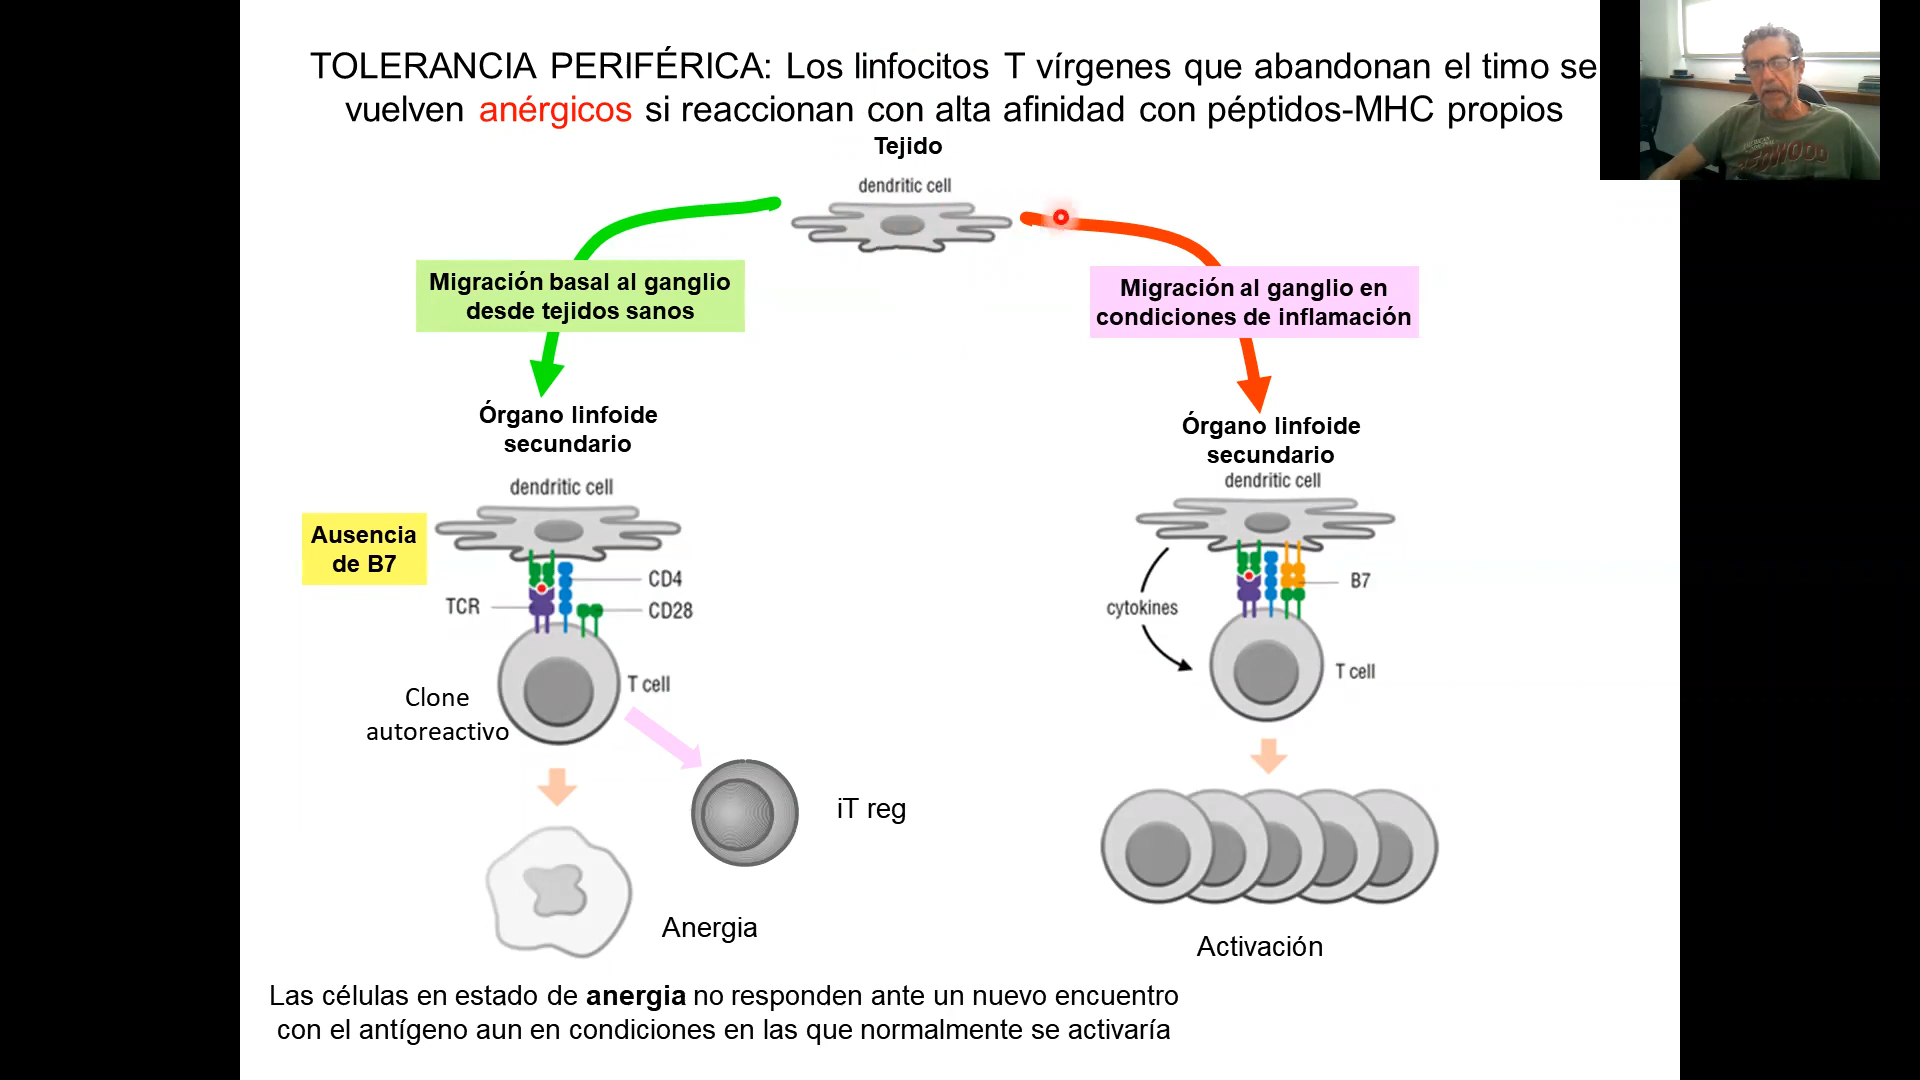 TOLERANCIA PERIFÉRICA: Los linfocitos T vírgenes que abandonan el timo se
vuelven anérgicos si reaccionan con alta afinidad con péptidos-MHC propios
Tejido
dendritic cell
Migración basal al ganglio
desde tejidos sanos
Migración al ganglio en
condiciones de inflamación
Órgano linfoide
secundario
dendritic cell
Ausencia
de B7
CD4
TCR
CD28
T cell
Clone
autoreactivo
iT reg
Anergia
Órgano linfoide
secundario
dendritic cell
B7
cytokines
T cell
Activación
Las células en estado de anergia no responden ante un nuevo encuentro
con el antígeno aun en condiciones en las que normalmente se activaría